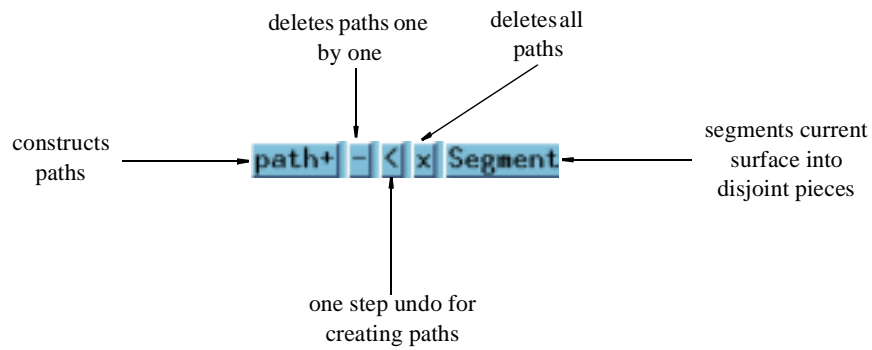 deletes paths one
by one
deletes all
paths
constructs
paths
path+ - < x Segment
segments current
surface into
disjoint pieces
one step undo for
creating paths